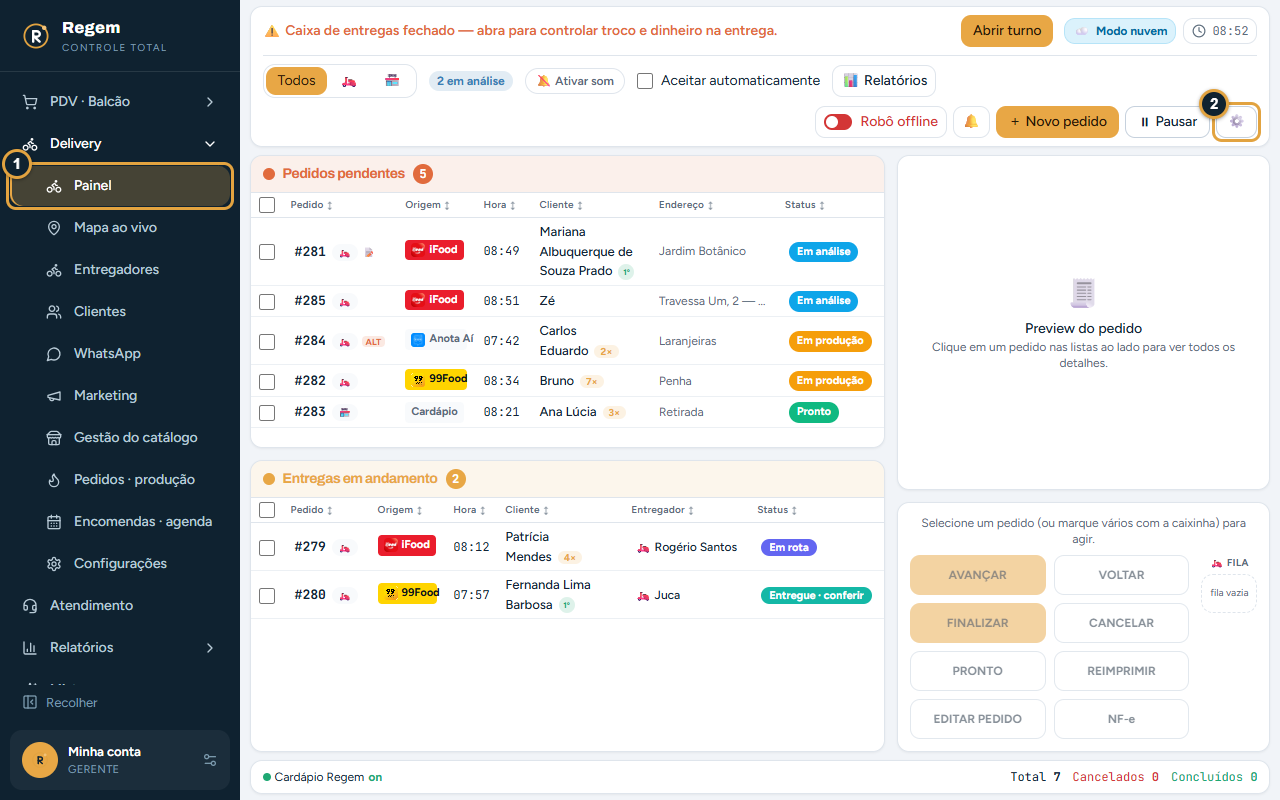 Regem
CONTROLE TOTAL
PDV · Balcão
Delivery
1
Painel
Mapa ao vivo
Entregadores
Clientes
WhatsApp
Marketing
Gestão do catálogo
Pedidos · produção
Encomendas · agenda
Configurações
Atendimento
Relatórios
Recolher
R
Minha conta
GERENTE
Caixa de entregas fechado — abra para controlar troco e dinheiro na entrega.
Abrir turno
Modo nuvem
08:52
Todos
2 em análise
Ativar som
Aceitar automaticamente
Relatórios
Robô offline
+ Novo pedido
Pausar
2
Pedidos pendentes 5
Pedido Origem Hora Cliente Endereço Status
#281 iFood 08:49 Mariana Albuquerque de Souza Prado 1º Jardim Botânico Em análise
#285 iFood 08:51 Zé Travessa Um, 2 — ... Em análise
#284 ALT Anota Aí 07:42 Carlos Eduardo 2× Laranjeiras Em produção
#282 99Food 08:34 Bruno 7× Penha Em produção
#283 Cardápio 08:21 Ana Lúcia 3× Retirada Pronto
Entregas em andamento 2
Pedido Origem Hora Cliente Entregador Status
#279 iFood 08:12 Patrícia Mendes 4× Rogério Santos Em rota
#280 99Food 07:57 Fernanda Lima Barbosa 1º Juca Entregue · conferir
Preview do pedido
Clique em um pedido nas listas ao lado para ver todos os
detalhes.
Selecione um pedido (ou marque vários com a caixinha) para
agir.
AVANÇAR VOLTAR
FINALIZAR CANCELAR
PRONTO REIMPRIMIR
EDITAR PEDIDO NF-e
FILA
fila vazia
Cardápio Regem on
Total 7 Cancelados 0 Concluídos 0